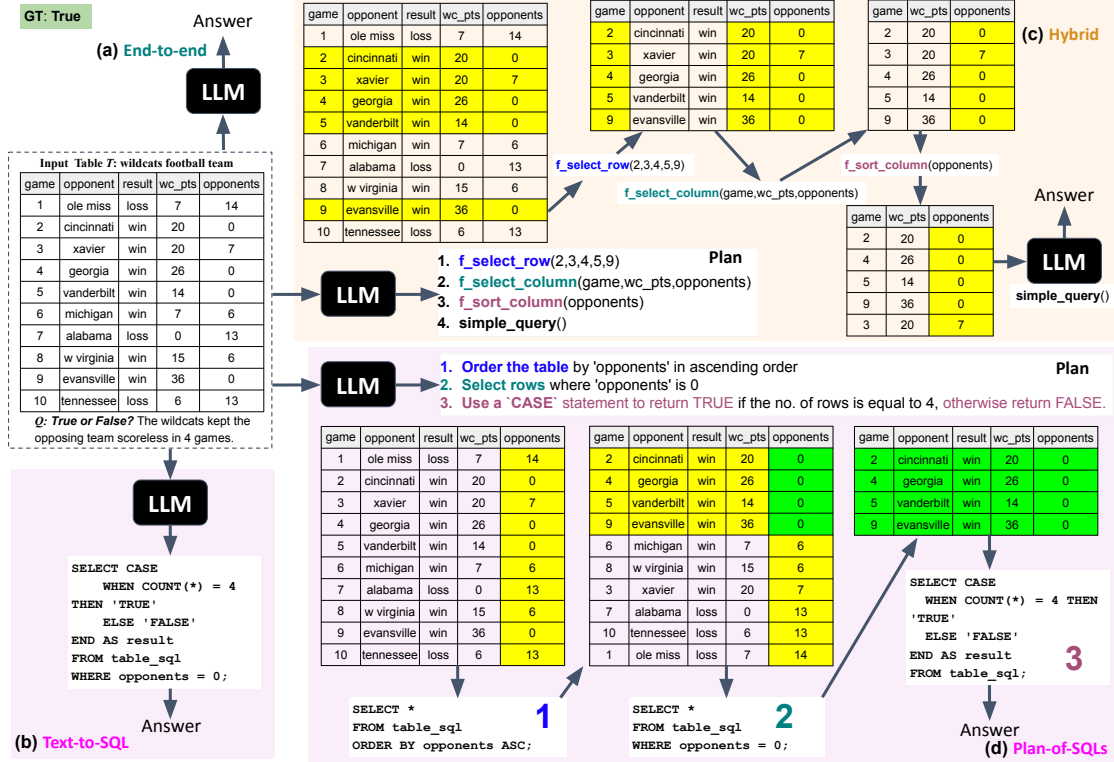 GT: True
Answer
(a) End-to-end
LLM
Input Table T: wildcats football team
game opponent result wc_pts opponents
1 ole miss loss 7 14
2 cincinnati win 20 0
3 xavier win 20 7
4 georgia win 26 0
5 vanderbilt win 14 0
6 michigan win 7 6
7 alabama loss 0 13
8 w virginia win 15 6
9 evansville win 36 0
10 tennessee loss 6 13
Q: True or False? The wildcats kept the
opposing team scoreless in 4 games.
LLM
SELECT CASE
WHEN COUNT(*) = 4
THEN 'TRUE'
ELSE 'FALSE'
END AS result
FROM table_sql
WHERE opponents = 0;
Answer
(b) Text-to-SQL
game opponent result wc_pts opponents
1 ole miss loss 7 14
2 cincinnati win 20 0
3 xavier win 20 7
4 georgia win 26 0
5 vanderbilt win 14 0
6 michigan win 7 6
7 alabama loss 0 13
8 w virginia win 15 6
9 evansville win 36 0
10 tennessee loss 6 13
f_select_row(2,3,4,5,9)
game opponent result wc_pts opponents
2 cincinnati win 20 0
3 xavier win 20 7
4 georgia win 26 0
5 vanderbilt win 14 0
9 evansville win 36 0
f_select_column(game,wc_pts,opponents)
game wc_pts opponents
2 20 0
3 20 7
4 26 0
5 14 0
9 36 0
(c) Hybrid
f_sort_column(opponents)
game wc_pts opponents
2 20 0
4 26 0
5 14 0
9 36 0
3 20 7
Answer
LLM
simple_query()
LLM
Plan
1. f_select_row(2,3,4,5,9)
2. f_select_column(game,wc_pts,opponents)
3. f_sort_column(opponents)
4. simple_query()
LLM
Plan
1. Order the table by 'opponents' in ascending order
2. Select rows where 'opponents' is 0
3. Use a `CASE` statement to return TRUE if the no. of rows is equal to 4, otherwise return FALSE.
game opponent result wc_pts opponents
1 ole miss loss 7 14
2 cincinnati win 20 0
3 xavier win 20 7
4 georgia win 26 0
5 vanderbilt win 14 0
6 michigan win 7 6
7 alabama loss 0 13
8 w virginia win 15 6
9 evansville win 36 0
10 tennessee loss 6 13
SELECT *
FROM table_sql
ORDER BY opponents ASC;
1
game opponent result wc_pts opponents
2 cincinnati win 20 0
4 georgia win 26 0
5 vanderbilt win 14 0
9 evansville win 36 0
6 michigan win 7 6
8 w virginia win 15 6
3 xavier win 20 7
7 alabama loss 0 13
10 tennessee loss 6 13
1 ole miss loss 7 14
SELECT *
FROM table_sql
WHERE opponents = 0;
2
game opponent result wc_pts opponents
2 cincinnati win 20 0
4 georgia win 26 0
5 vanderbilt win 14 0
9 evansville win 36 0
SELECT CASE
WHEN COUNT(*) = 4 THEN
'TRUE'
ELSE 'FALSE'
END AS result
FROM table_sql;
3
Answer
(d) Plan-of-SQLs